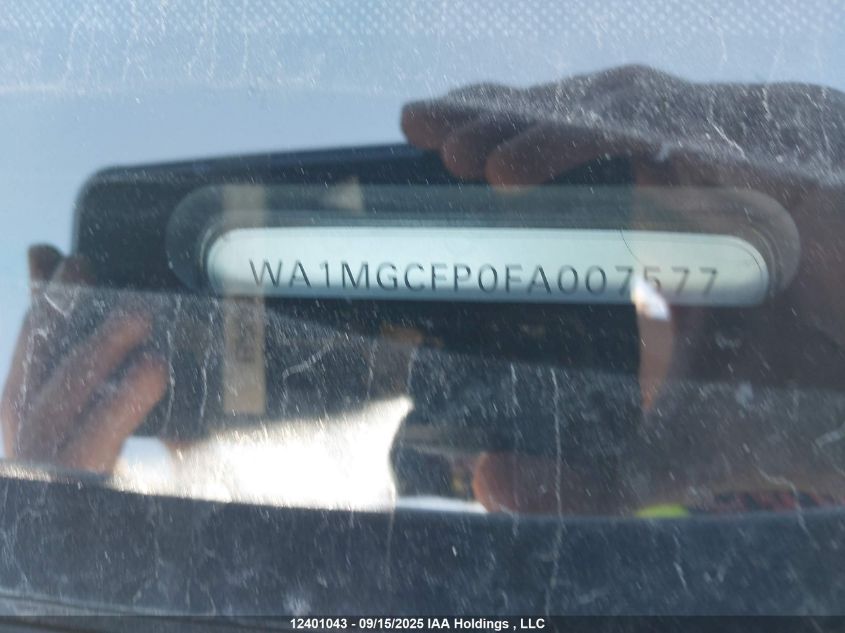 WA1MGCFP0FA007577
12401043 - 09/15/2025 IAA Holdings , LLC